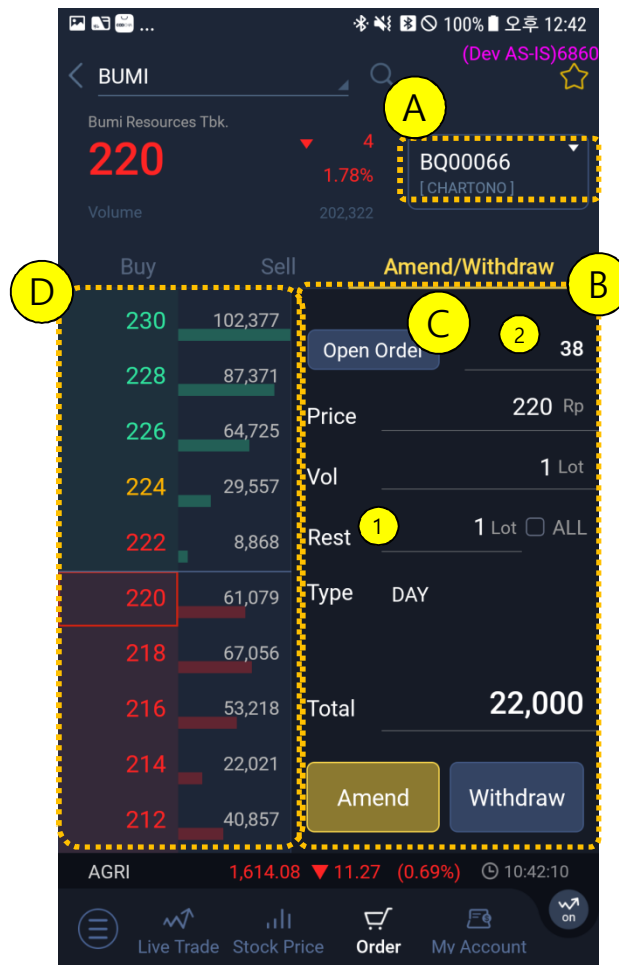 ... 100% 오후 12:42
(Dev AS-IS)6860
BUMI
A
Bumi Resources Tbk.
220 ▼ 4
1.78%
BQ00066
[ CHARTONO ]
Volume 202,322
Buy Sell Amend/Withdraw
D B
230 102,377
C
Open Order 2 38
228 87,371
Price 220 Rp
226 64,725
Vol 1 Lot
224 29,557
Rest 1 1 Lot ALL
222 8,868
220 61,079
Type DAY
218 67,056
216 53,218
Total 22,000
214 22,021
Amend Withdraw
212 40,857
AGRI 1,614.08 ▼ 11.27 (0.69%) 10:42:10
on
Live Trade Stock Price Order My Account